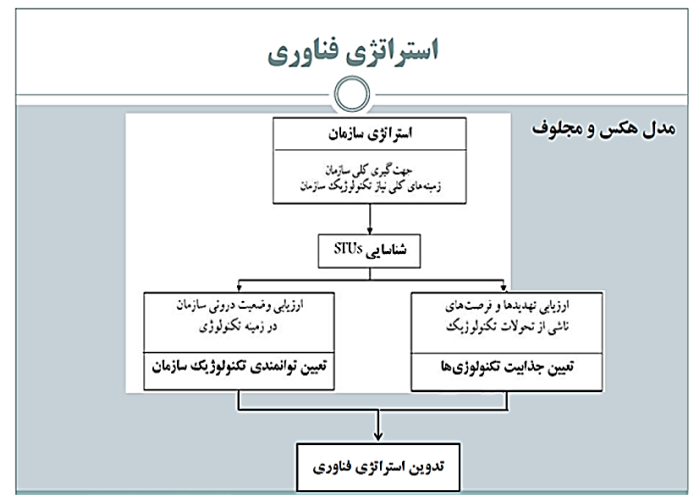 استراتژی فناوری
مدل هکس و مجلوف
استراتژی سازمان
جهت‌گیری کلی سازمان
زمینه‌های کلی نیاز تکنولوژیک سازمان
شناسایی STUs
ارزیابی تهدیدها و فرصت‌های
ناشی از تحولات تکنولوژیک
تعیین جذابیت تکنولوژی‌ها
ارزیابی وضعیت درونی سازمان
در زمینه تکنولوژی
تعیین توانمندی تکنولوژیک سازمان
تدوین استراتژی فناوری